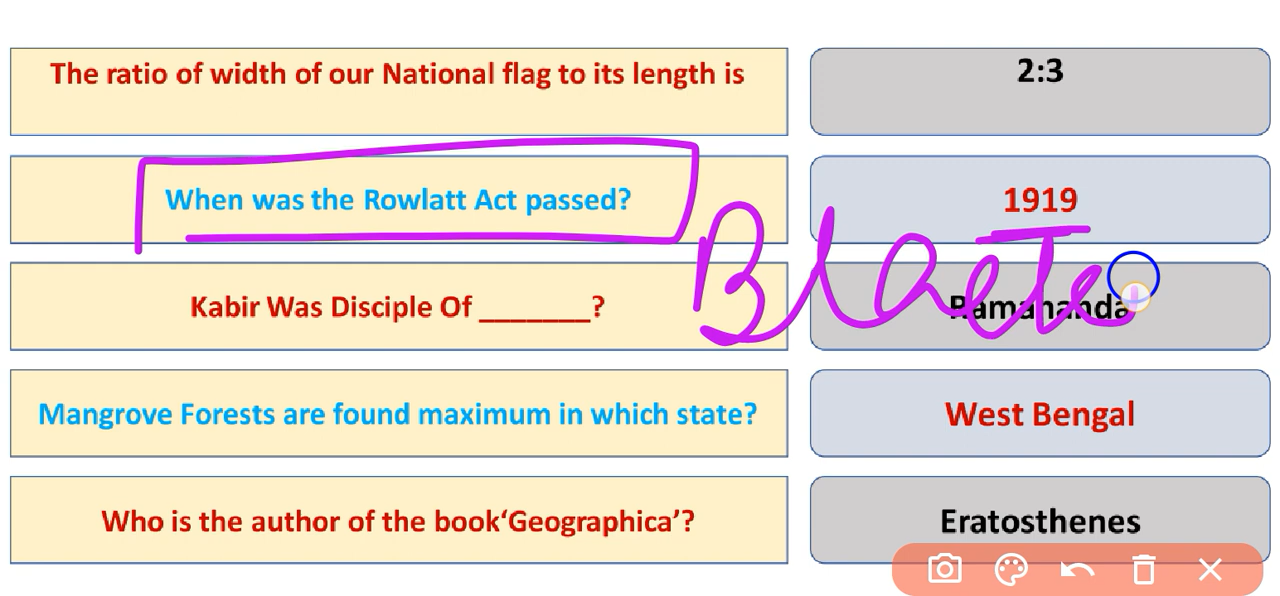 The ratio of width of our National flag to its length is
2:3
When was the Rowlatt Act passed?
1919
Kabir Was Disciple Of _______?
Ramananda
Mangrove Forests are found maximum in which state?
West Bengal
Who is the author of the book‘Geographica’?
Eratosthenes